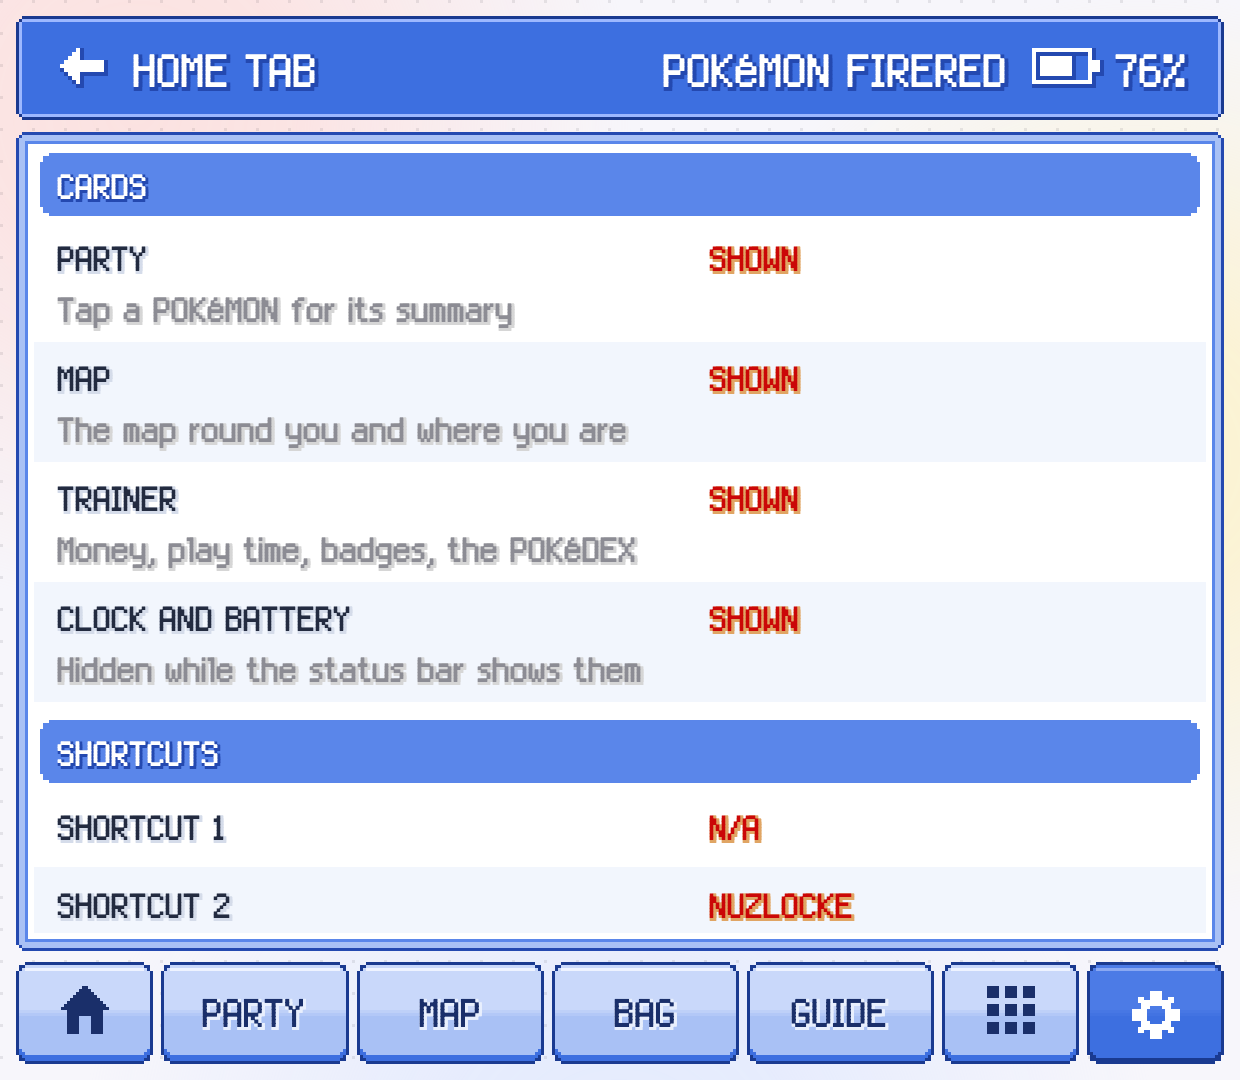 HOME TAB
POKéMON FIRERED 76%
CARDS
PARTY SHOWN
Tap a POKéMON for its summary
MAP SHOWN
The map round you and where you are
TRAINER SHOWN
Money, play time, badges, the POKéDEX
CLOCK AND BATTERY SHOWN
Hidden while the status bar shows them
SHORTCUTS
SHORTCUT 1 N/A
SHORTCUT 2 NUZLOCKE
PARTY MAP BAG GUIDE